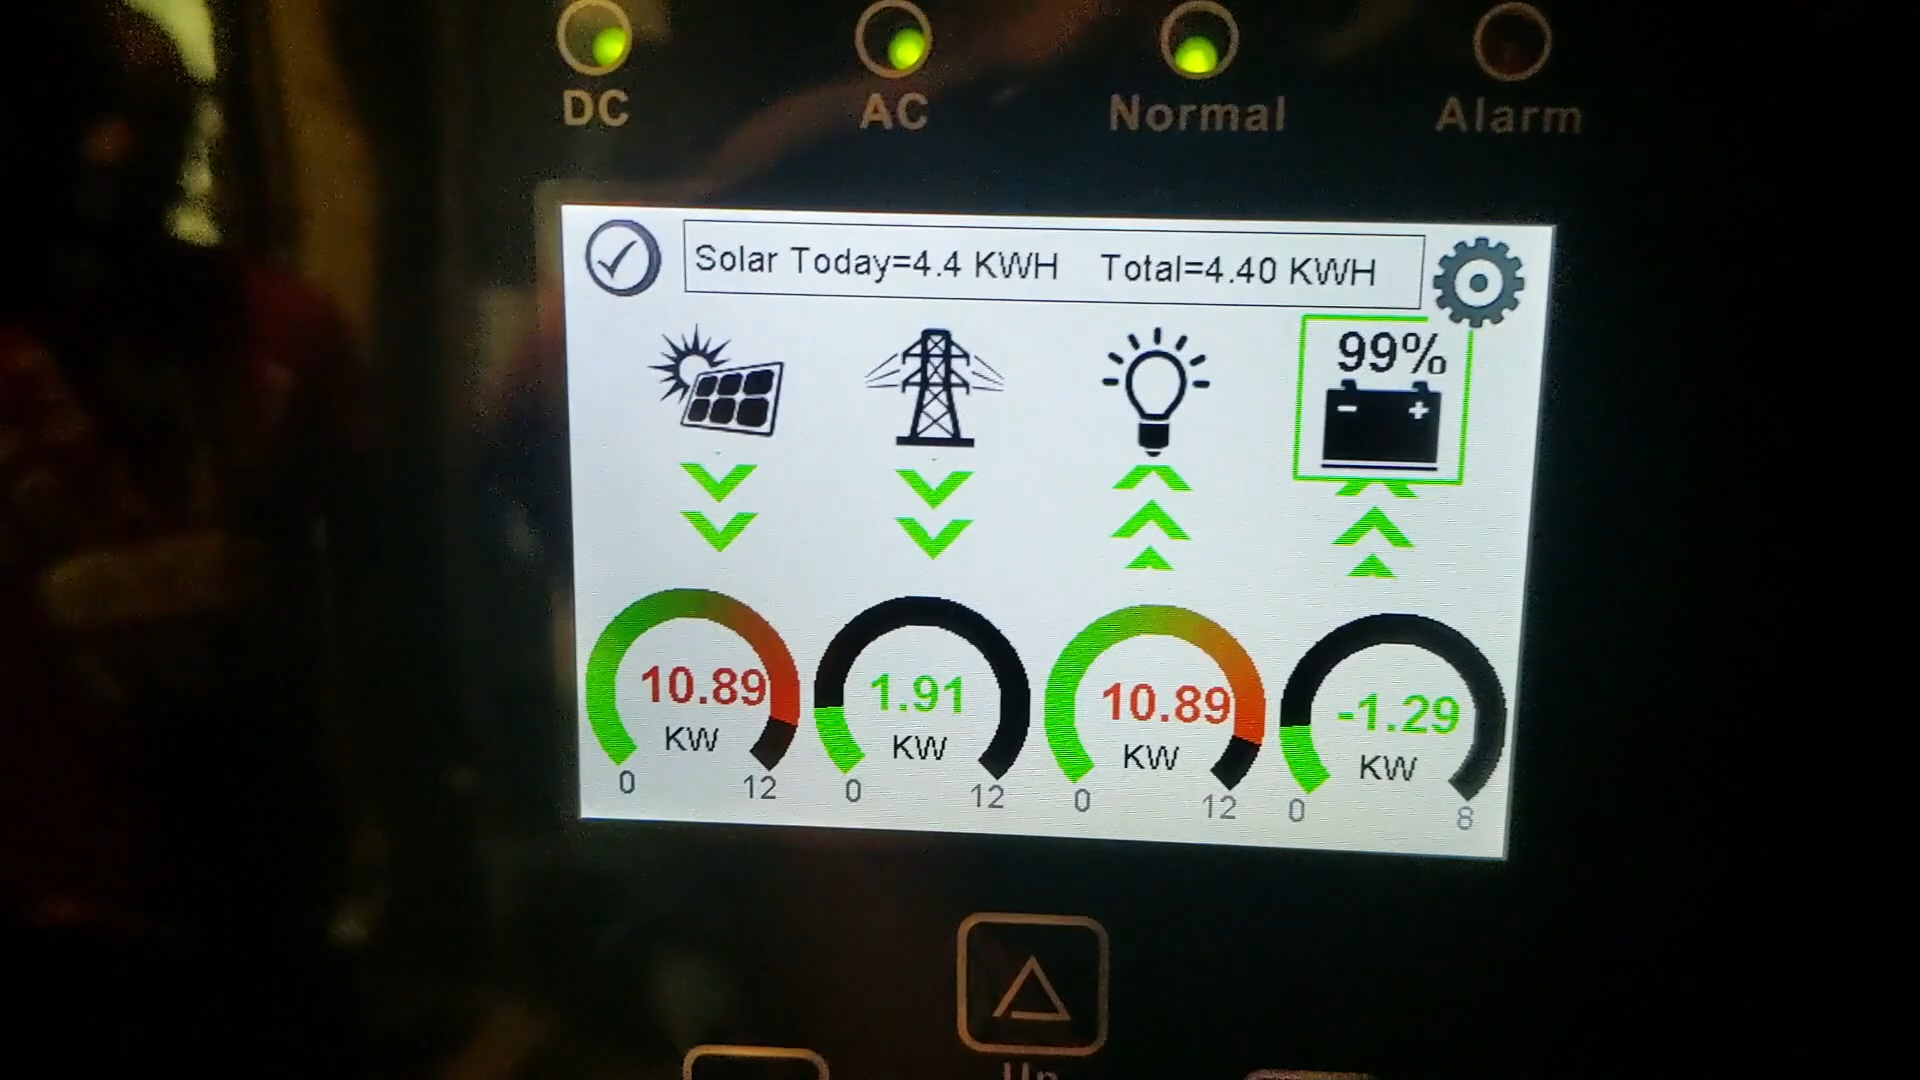 DC AC Normal Alarm
Solar Today=4.4 KWH Total=4.40 KWH
99%
- +
10.89 1.91 10.89 -1.29
KW KW KW KW
0 12 0 12 0 12 0 8
Up